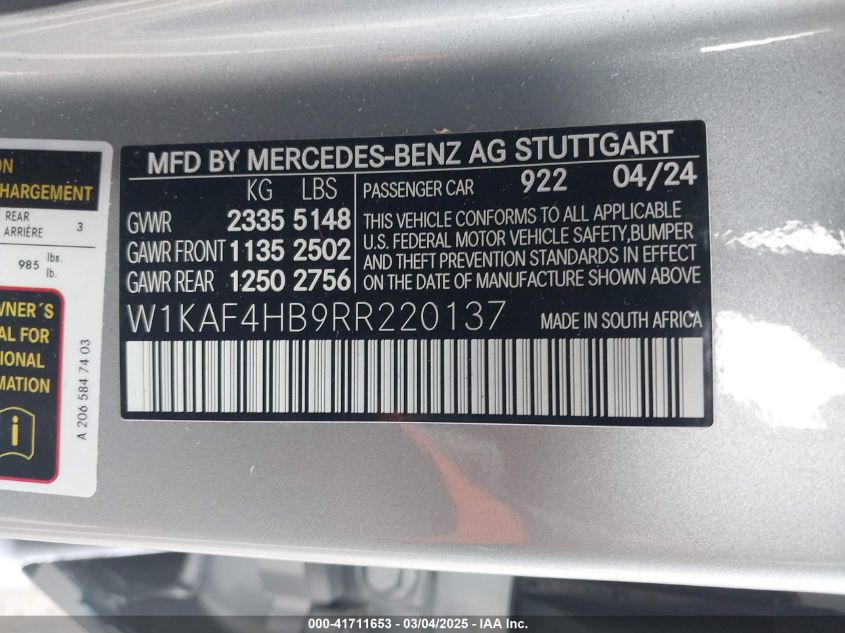 ON
HARGEMENT
REAR 3
ARRIÈRE
985 lbs.
lb.
WNER´S
AL FOR
IONAL
MATION
i
A 206 584 74 03
MFD BY MERCEDES-BENZ AG STUTTGART
KG LBS
GVWR 2335 5148
GAWR FRONT 1135 2502
GAWR REAR 1250 2756
PASSENGER CAR 922 04/24
THIS VEHICLE CONFORMS TO ALL APPLICABLE
U.S. FEDERAL MOTOR VEHICLE SAFETY,BUMPER
AND THEFT PREVENTION STANDARDS IN EFFECT
ON THE DATE OF MANUFACTURE SHOWN ABOVE
W1KAF4HB9RR220137 MADE IN SOUTH AFRICA
000-41711653 - 03/04/2025 - IAA Inc.